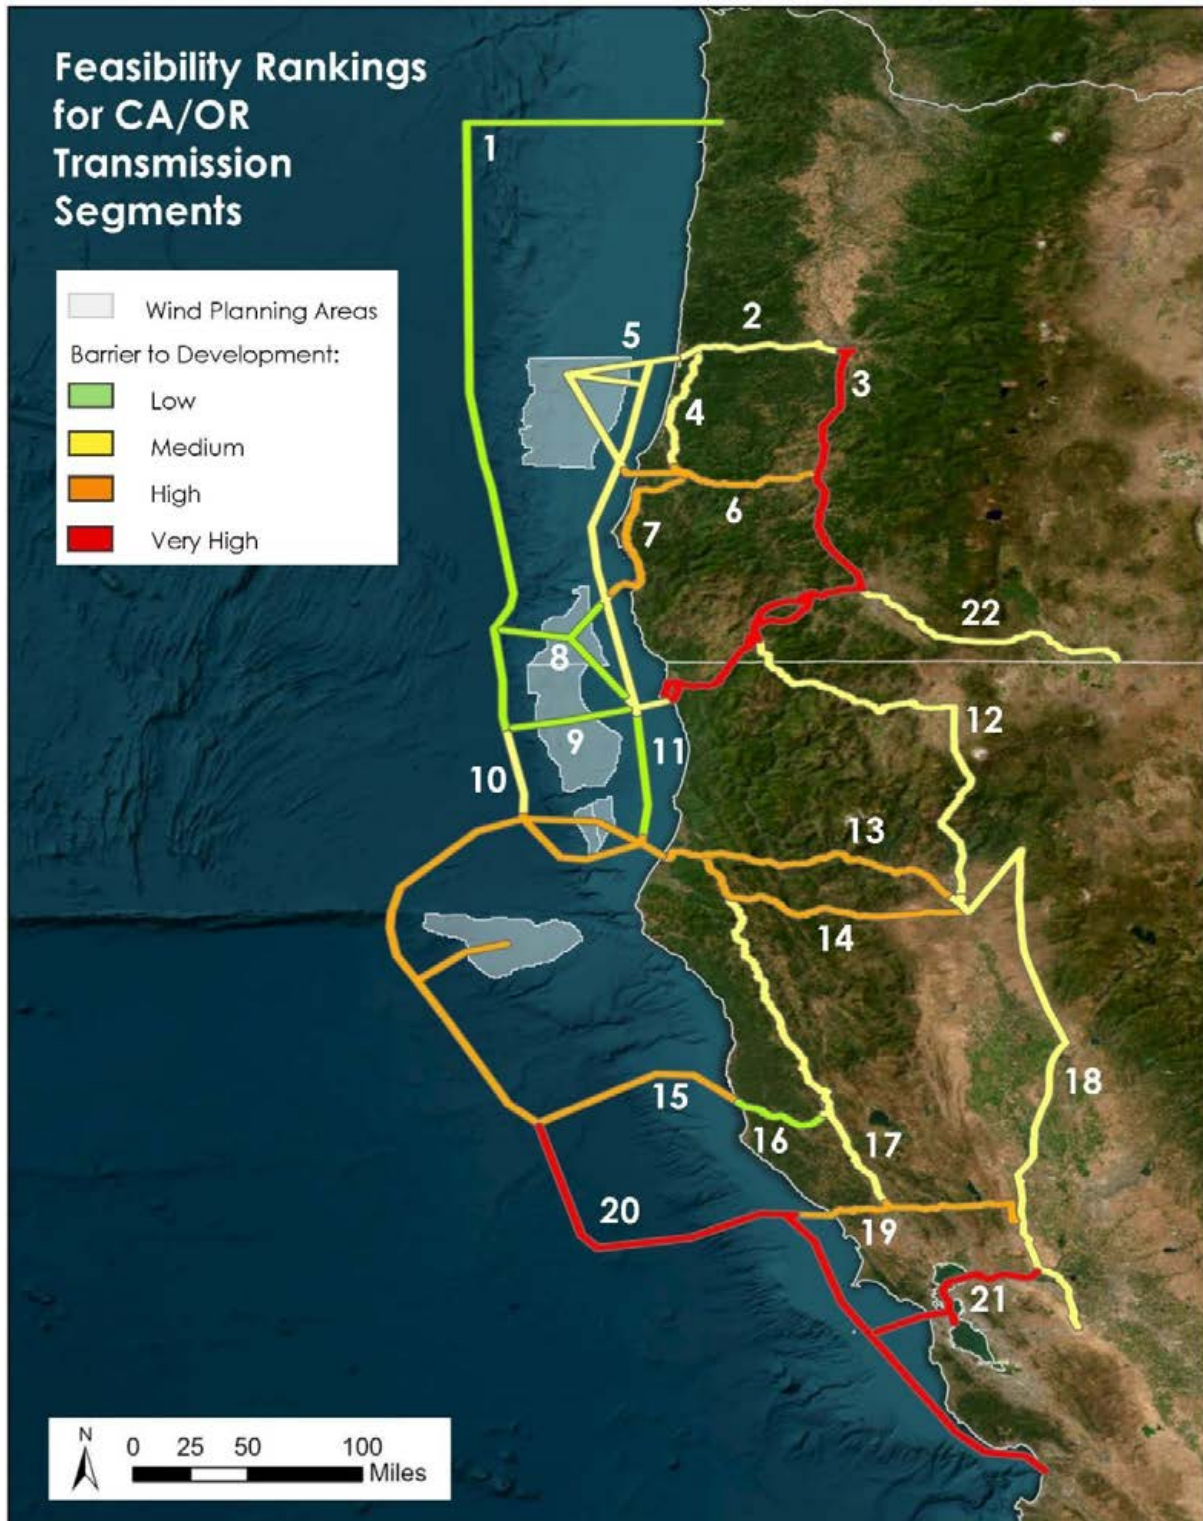 Feasibility Rankings
for CA/OR
Transmission
Segments
Wind Planning Areas
Barrier to Development:
Low
Medium
High
Very High
1
2
5
3
4
6
7
22
8
12
9
11
10
13
14
15
18
16
17
20
19
21
N
0 25 50 100
Miles